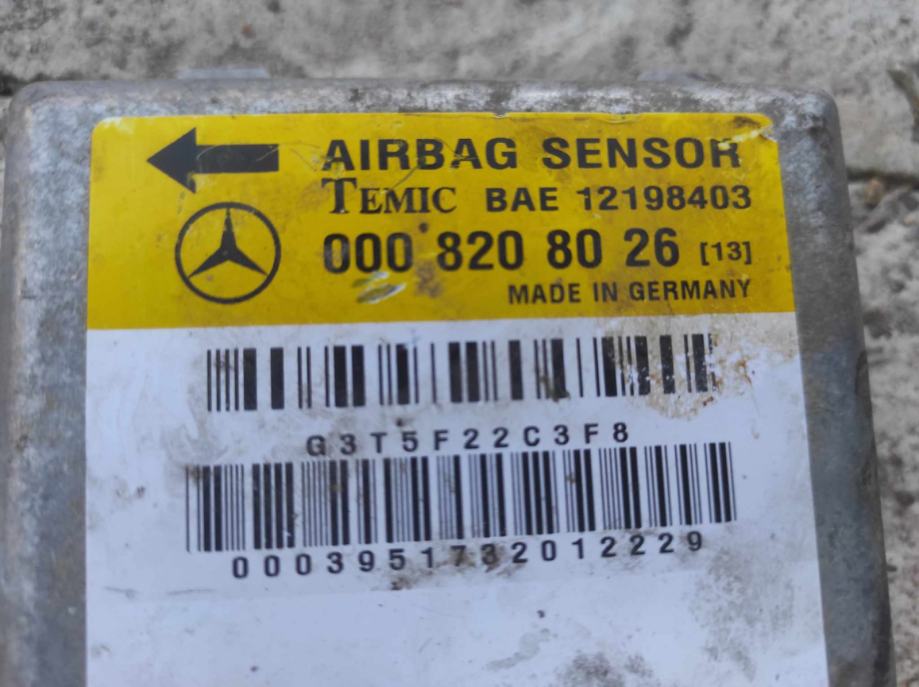 AIRBAG SENSOR
TEMIC BAE 12198403
000 820 80 26 [13]
MADE IN GERMANY
G3T5F22C3F8
0003951732012229